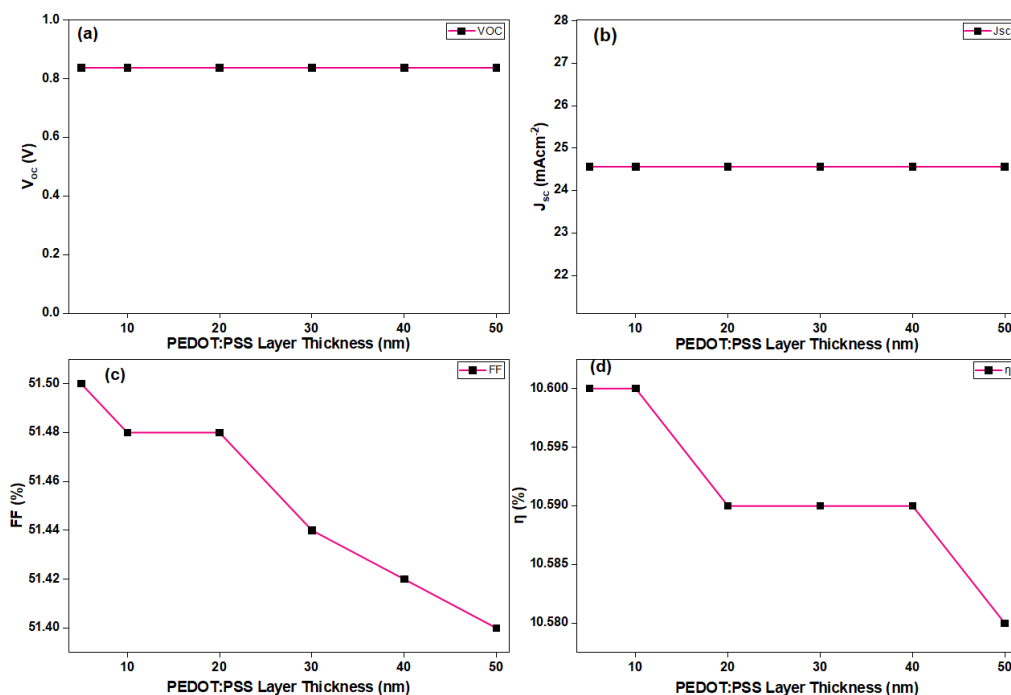 (a)
VOC
1.0
0.8
0.6
0.4
0.2
0.0
V_OC (V)
10 20 30 40 50
PEDOT:PSS Layer Thickness (nm)
(b)
Jsc
28
27
26
25
24
23
22
J_sc (mAcm⁻²)
10 20 30 40 50
PEDOT:PSS Layer Thickness (nm)
(c)
FF
51.50
51.48
51.46
51.44
51.42
51.40
FF (%)
10 20 30 40 50
PEDOT:PSS Layer Thickness (nm)
(d)
η
10.600
10.595
10.590
10.585
10.580
η (%)
10 20 30 40 50
PEDOT:PSS Layer Thickness (nm)